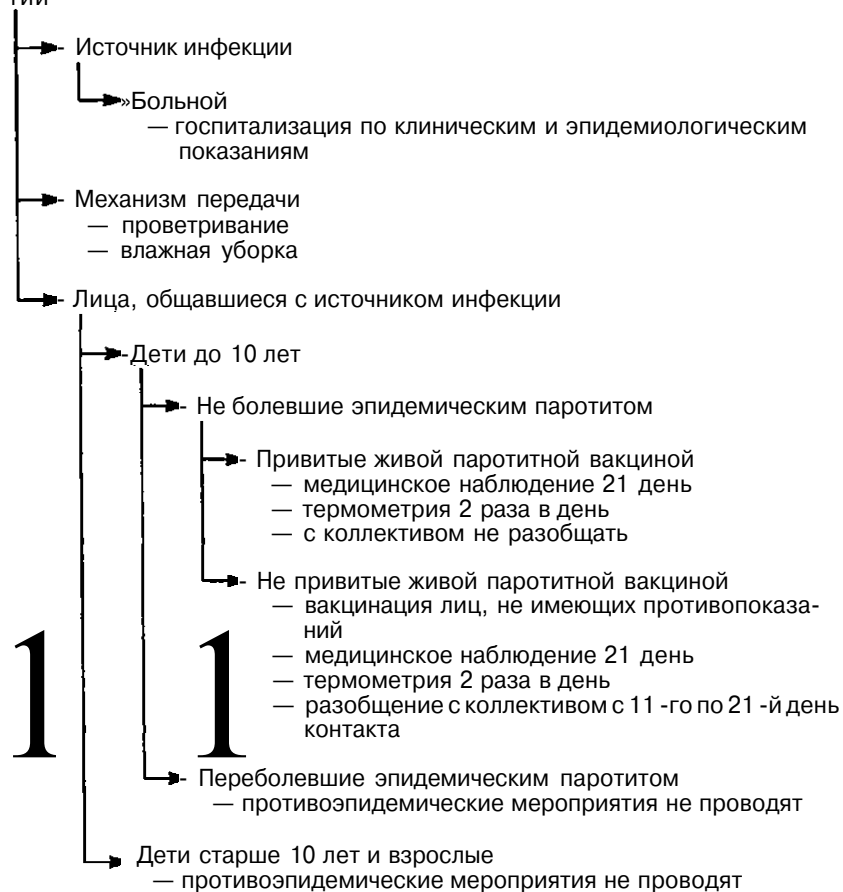 Источник инфекции
»Больной
— госпитализация по клиническим и эпидемиологическим
показаниям
Механизм передачи
— проветривание
— влажная уборка
Лица, общавшиеся с источником инфекции
Дети до 10 лет
Не болевшие эпидемическим паротитом
Привитые живой паротитной вакциной
— медицинское наблюдение 21 день
— термометрия 2 раза в день
— с коллективом не разобщать
Не привитые живой паротитной вакциной
— вакцинация лиц, не имеющих противопоказа-
ний
— медицинское наблюдение 21 день
— термометрия 2 раза в день
— разобщение с коллективом с 11 -го по 21 -й день
контакта
1 1
Переболевшие эпидемическим паротитом
— противоэпидемические мероприятия не проводят
Дети старше 10 лет и взрослые
— противоэпидемические мероприятия не проводят